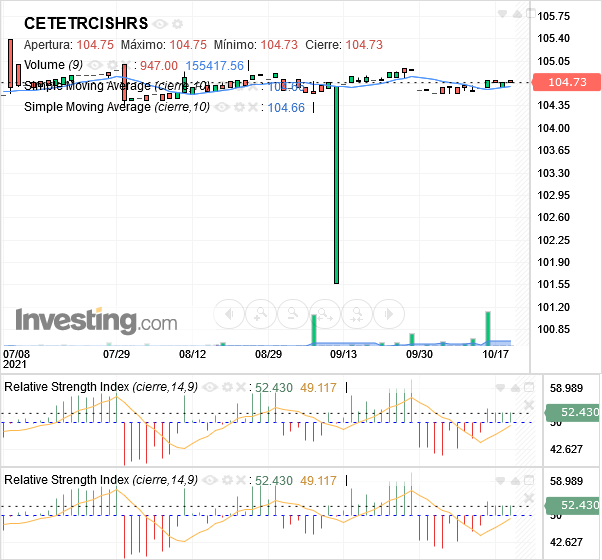 CETETRCISHRS
Apertura: 104.75 Máximo: 104.75 Mínimo: 104.73 Cierre: 104.73
Volume (9) : 947.00 155417.56
Simple Moving Average (cierre,10) :
Simple Moving Average (cierre,10) : 104.66
105.75
105.40
105.05
104.73
104.35
104.00
103.65
103.30
102.95
102.60
102.25
101.90
101.55
101.20
100.85
Investing.com
07/08 07/29 08/12 08/29 09/13 09/30 10/17
2021
Relative Strength Index (cierre,14,9) : 52.430 49.117
58.989
52.430
50
42.627
Relative Strength Index (cierre,14,9) : 52.430 49.117
58.989
52.430
50
42.627